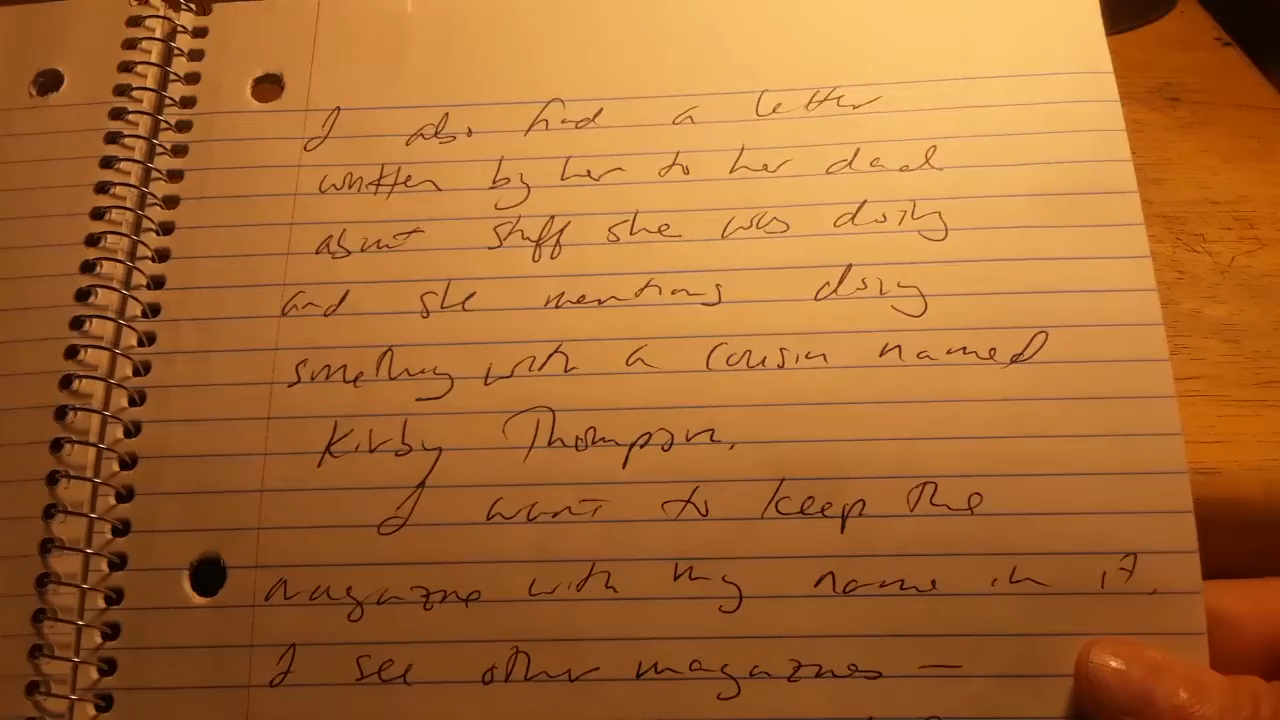 I also had a letter
written by her to her dad
about stuff she was doing
and she mentions doing
something with a cousin named
Kirby Thompson.
I want to keep the
magazine with my name in it.
I see other magazines —